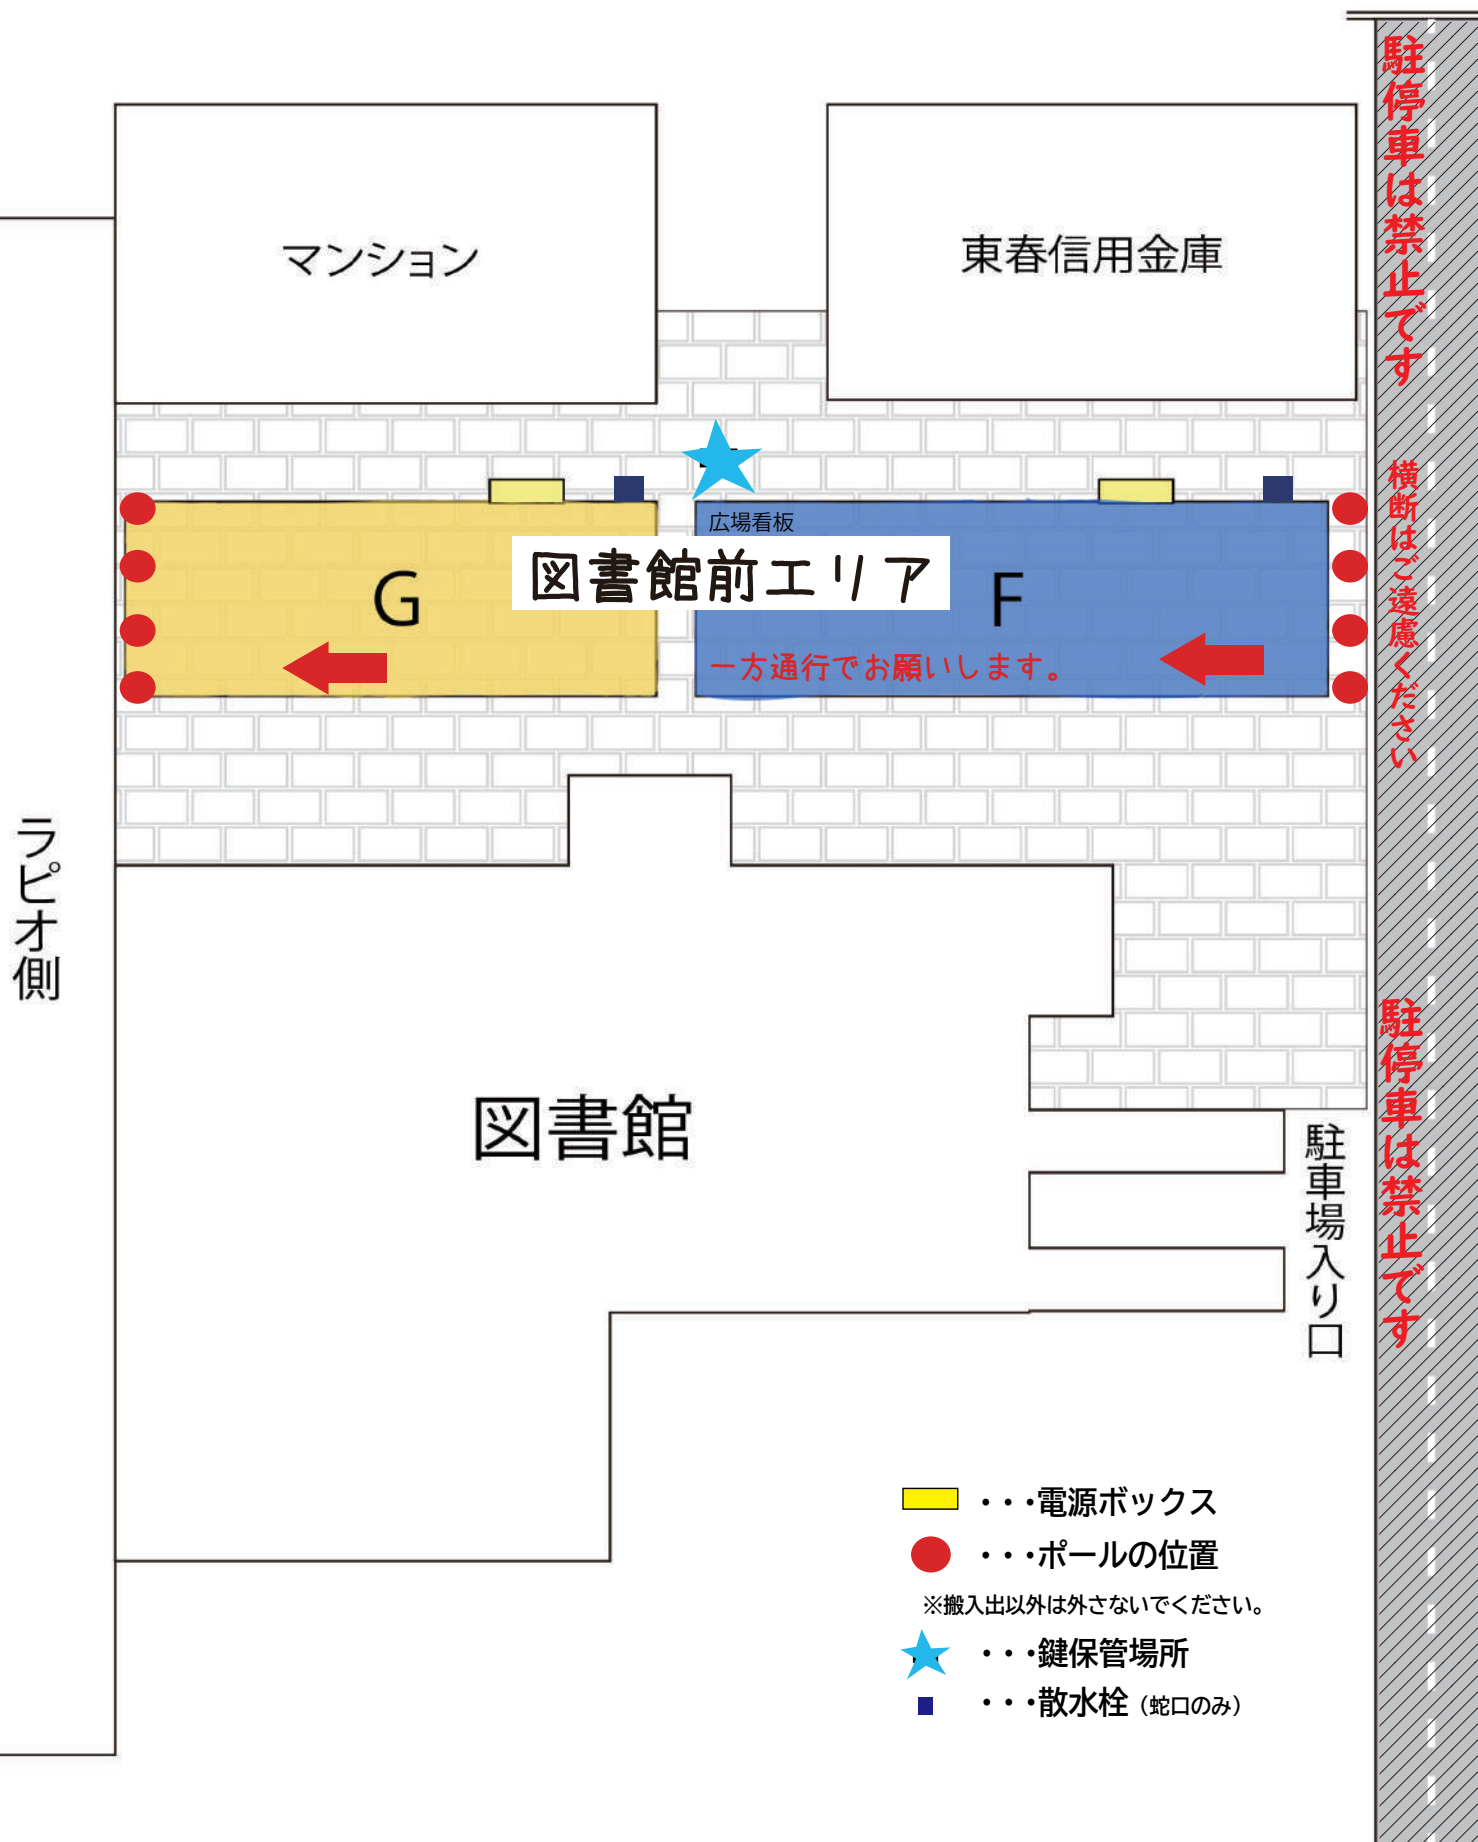 駐停車は禁止です
マンション
東春信用金庫
横断はご遠慮ください
広場看板
図書館前エリア
G
F
一方通行でお願いします。
ラピオ側
図書館
駐停車は禁止です
駐車場入り口
・・・電源ボックス
・・・ポールの位置
※搬入出以外は外さないでください。
・・・鍵保管場所
・・・散水栓（蛇口のみ）